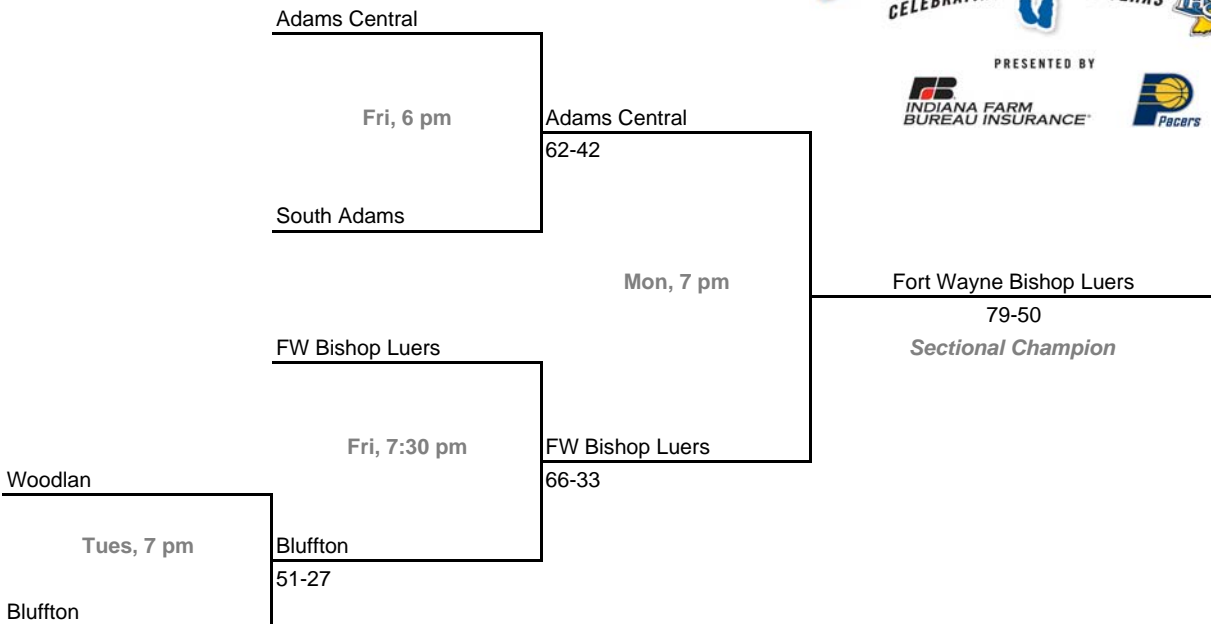 Adams Central
PRESENTED BY
INDIANA FARM
BUREAU INSURANCE
Pacers
Fri, 6 pm
Adams Central
62-42
South Adams
Mon, 7 pm
Fort Wayne Bishop Luers
79-50
Sectional Champion
FW Bishop Luers
Fri, 7:30 pm
FW Bishop Luers
66-33
Woodlan
Tues, 7 pm
Bluffton
51-27
Bluffton